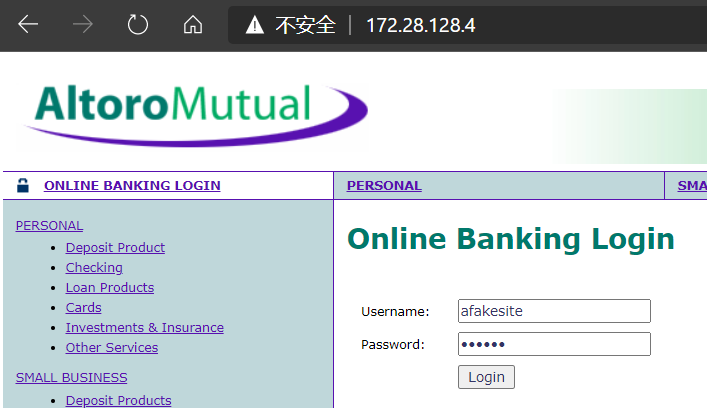 不安全 | 172.28.128.4
AltoroMutual
ONLINE BANKING LOGIN
PERSONAL
SMA
PERSONAL
Deposit Product
Checking
Loan Products
Cards
Investments & Insurance
Other Services
SMALL BUSINESS
Deposit Products
Online Banking Login
Username: afakesite
Password: ••••••
Login